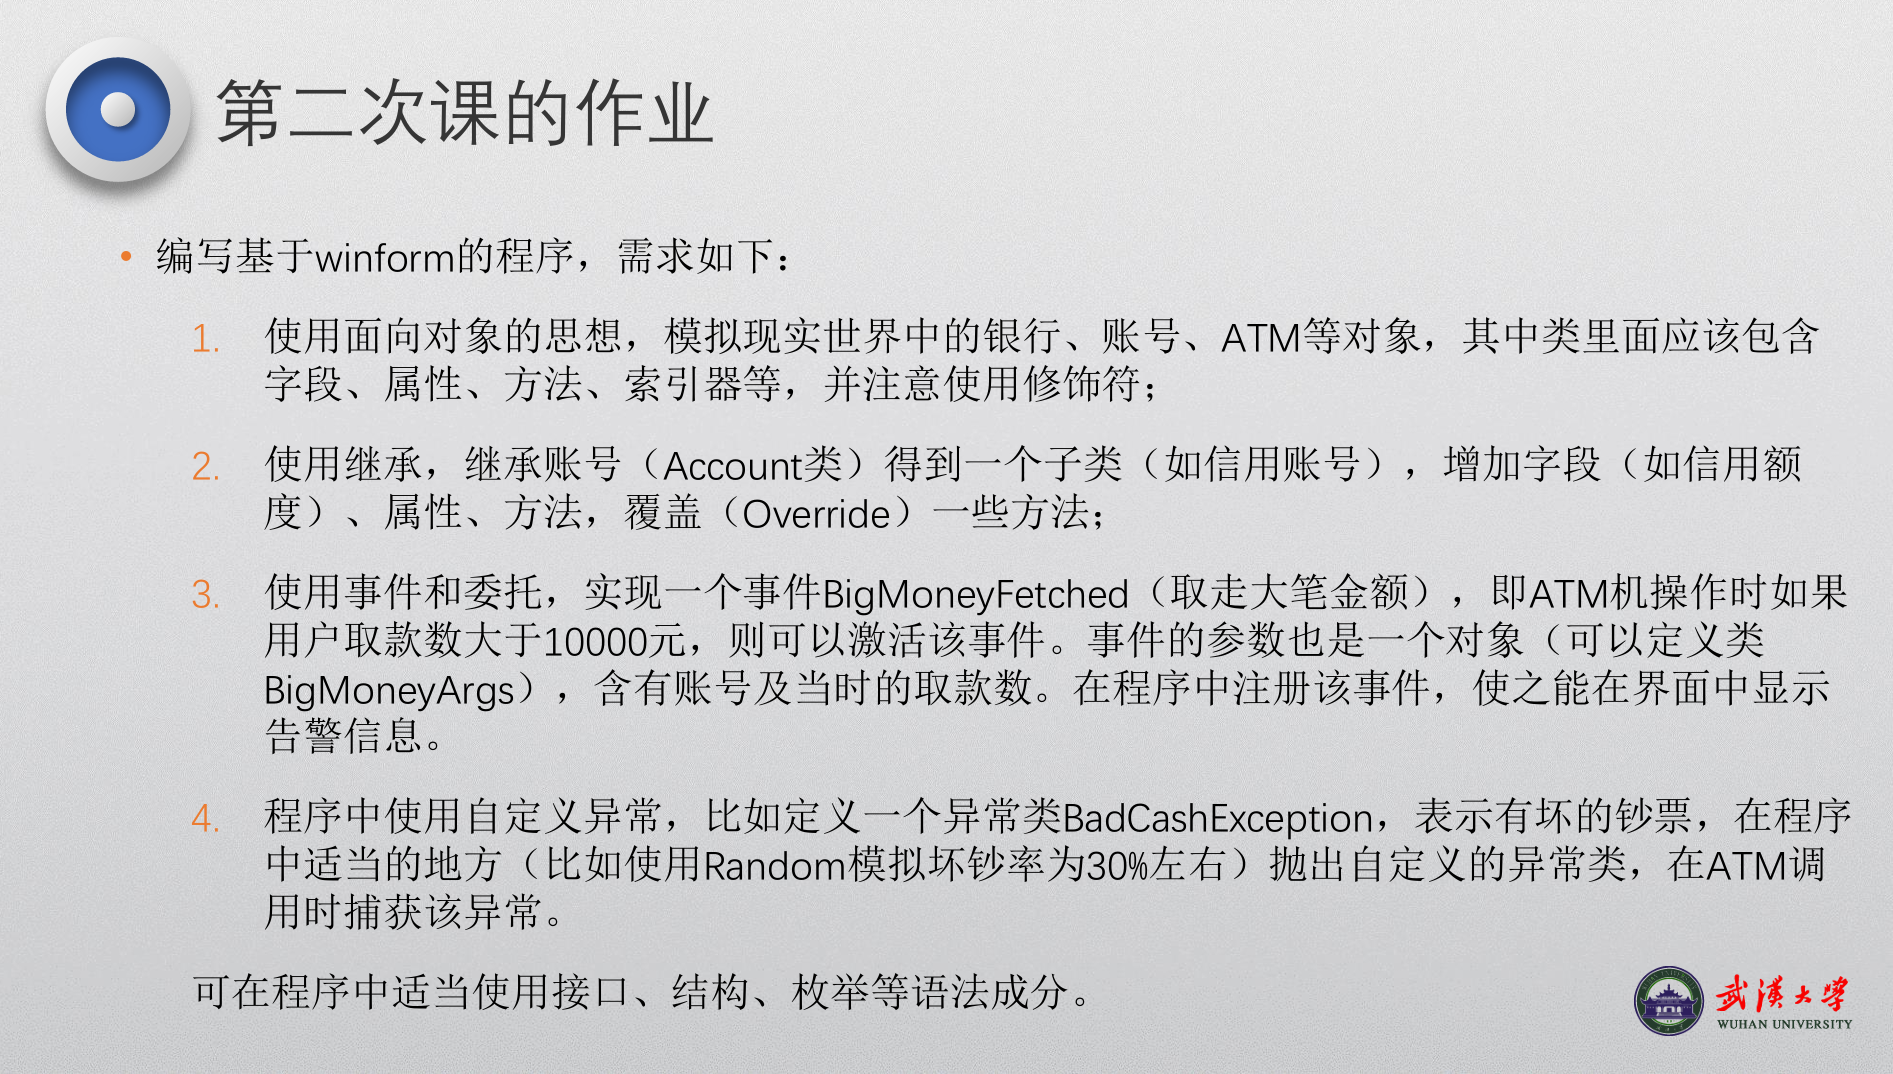 第二次课的作业
• 编写基于winform的程序，需求如下：
1. 使用面向对象的思想，模拟现实世界中的银行、账号、ATM等对象，其中类里面应该包含
字段、属性、方法、索引器等，并注意使用修饰符；
2. 使用继承，继承账号（Account类）得到一个子类（如信用账号），增加字段（如信用额
度）、属性、方法，覆盖（Override）一些方法；
3. 使用事件和委托，实现一个事件BigMoneyFetched（取走大笔金额），即ATM机操作时如果
用户取款数大于10000元，则可以激活该事件。事件的参数也是一个对象（可以定义类
BigMoneyArgs），含有账号及当时的取款数。在程序中注册该事件，使之能在界面中显示
告警信息。
4. 程序中使用自定义异常，比如定义一个异常类BadCashException，表示有坏的钞票，在程序
中适当的地方（比如使用Random模拟坏钞率为30%左右）抛出自定义的异常类，在ATM调
用时捕获该异常。
可在程序中适当使用接口、结构、枚举等语法成分。
武汉大学
WUHAN UNIVERSITY